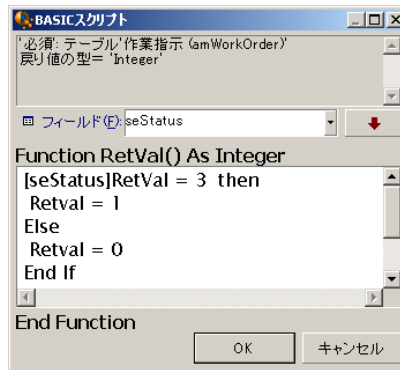 BASICスクリプト
'必須: テーブル'作業指示 (amWorkOrder)'
戻り値の型= 'Integer'
フィールド(F): seStatus
Function RetVal() As Integer
[seStatus]RetVal = 3 then
Retval = 1
Else
Retval = 0
End If
End Function
OK キャンセル